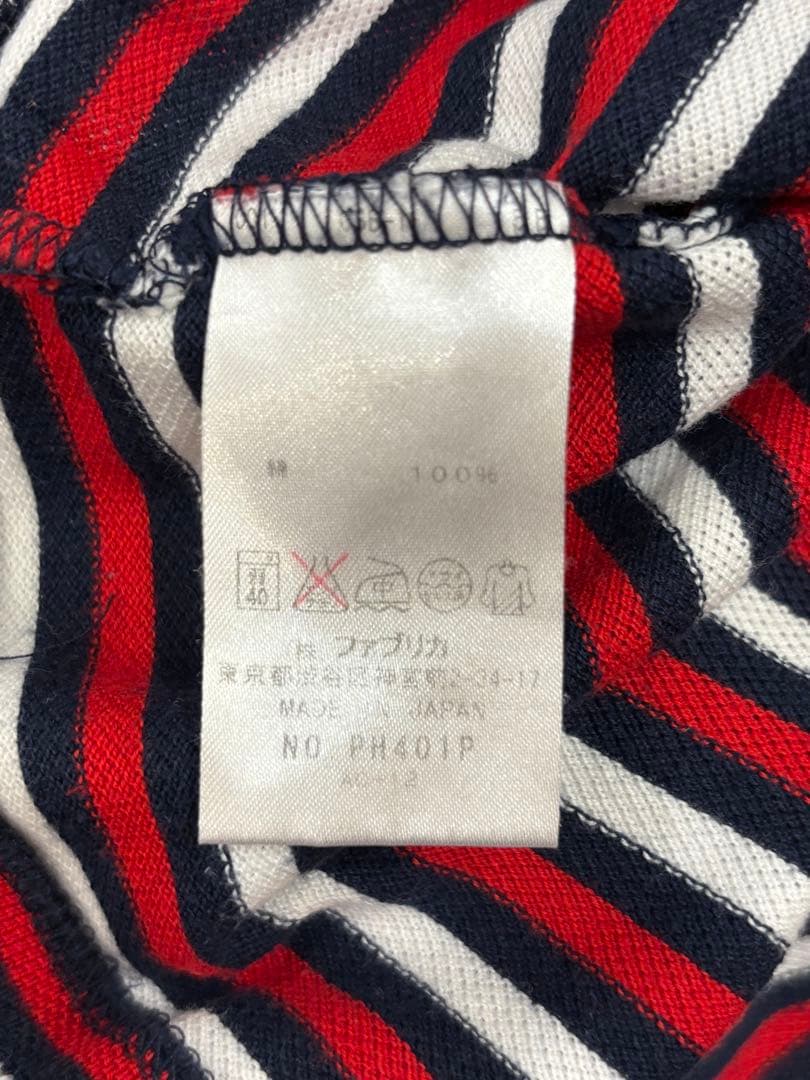 綿 100%
40
㈱ ファブリカ
東京都渋谷区神宮前2-34-17
MADE IN JAPAN
NO PH401P